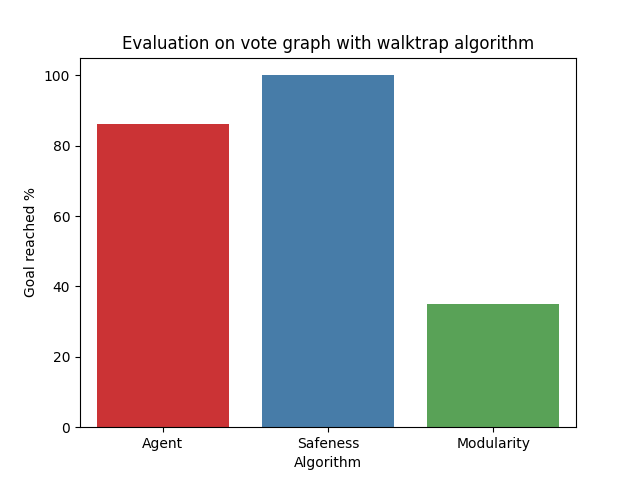 Evaluation on vote graph with walktrap algorithm
Goal reached %
100
80
60
40
20
0
Agent
Safeness
Modularity
Algorithm